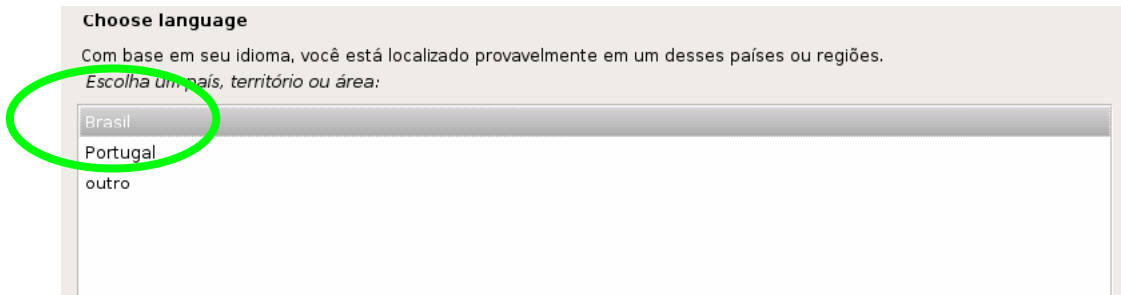 Choose language
Com base em seu idioma, você está localizado provavelmente em um desses países ou regiões.
Escolha um país, território ou área:
Brasil
Portugal
outro